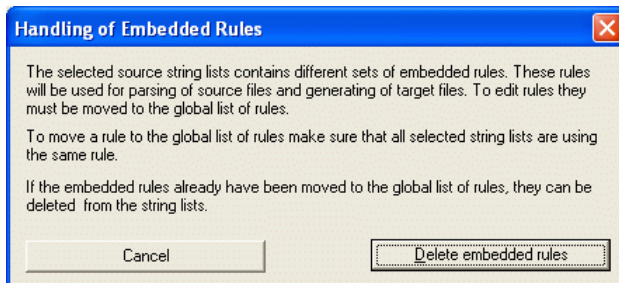 Handling of Embedded Rules
The selected source string lists contains different sets of embedded rules. These rules
will be used for parsing of source files and generating of target files. To edit rules they
must be moved to the global list of rules.
To move a rule to the global list of rules make sure that all selected string lists are using
the same rule.
If the embedded rules already have been moved to the global list of rules, they can be
deleted from the string lists.
Cancel
Delete embedded rules